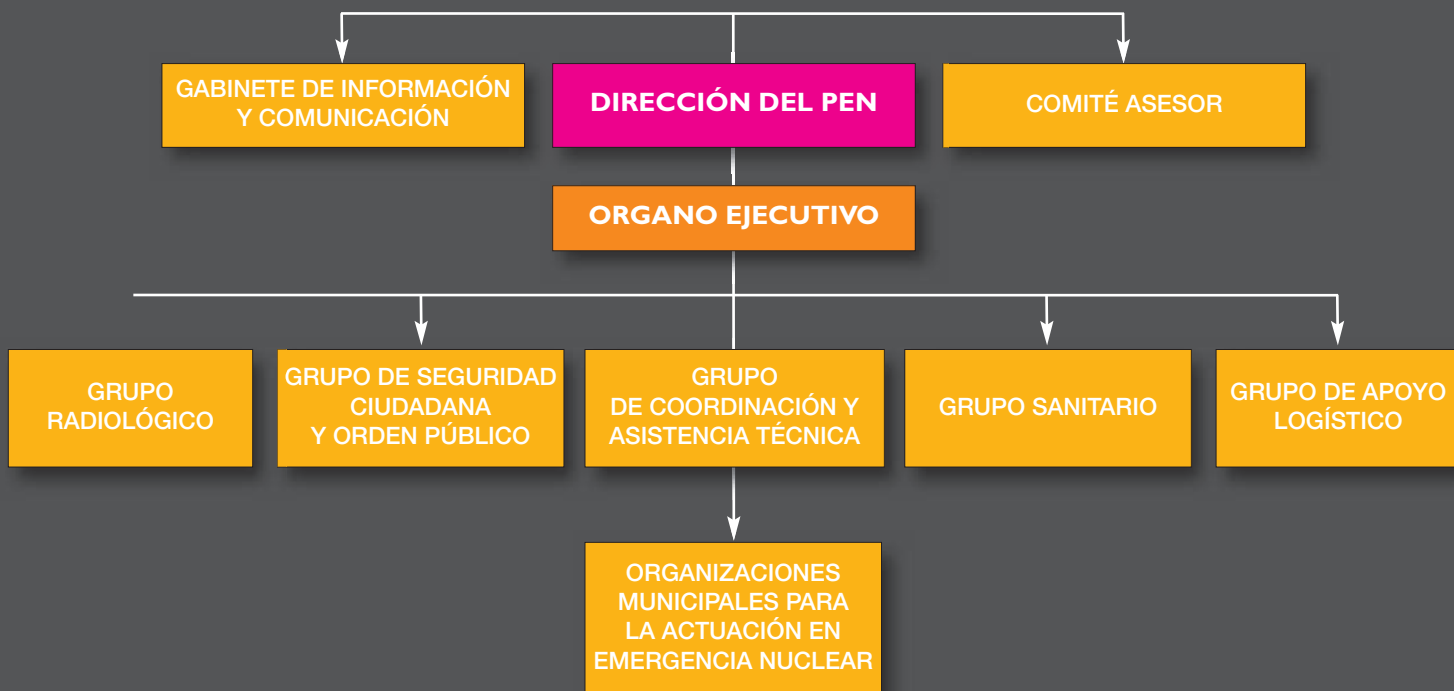 GABINETE DE INFORMACIÓN
Y COMUNICACIÓN
DIRECCIÓN DEL PEN
COMITÉ ASESOR
ORGANO EJECUTIVO
GRUPO
RADIOLÓGICO
GRUPO DE SEGURIDAD
CIUDADANA
Y ORDEN PÚBLICO
GRUPO
DE COORDINACIÓN Y
ASISTENCIA TÉCNICA
GRUPO SANITARIO
GRUPO DE APOYO
LOGÍSTICO
ORGANIZACIONES
MUNICIPALES PARA
LA ACTUACIÓN EN
EMERGENCIA NUCLEAR